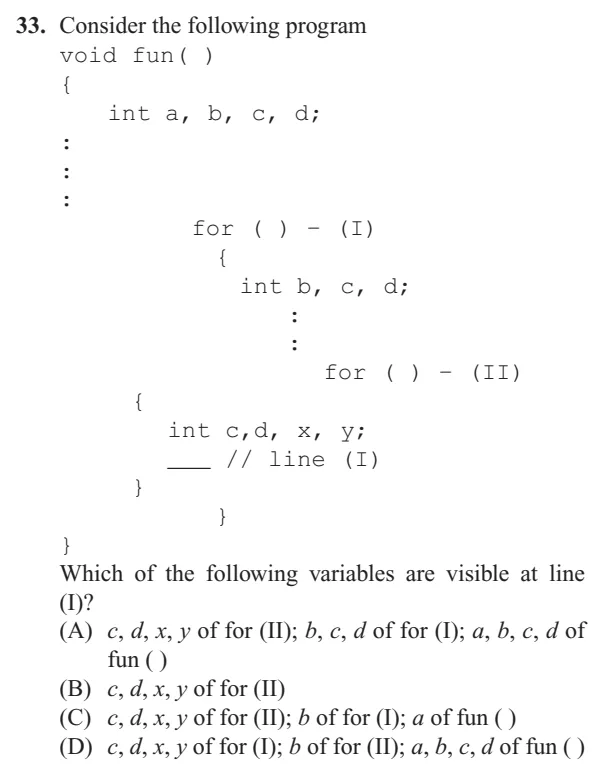 33. Consider the following program
void fun( )
{
int a, b, c, d;
:
:
:
for ( ) – (I)
{
int b, c, d;
:
:
for ( ) – (II)
{
int c,d, x, y;
___ // line (I)
}
}
}
Which of the following variables are visible at line
(I)?
(A) c, d, x, y of for (II); b, c, d of for (I); a, b, c, d of
fun ( )
(B) c, d, x, y of for (II)
(C) c, d, x, y of for (II); b of for (I); a of fun ( )
(D) c, d, x, y of for (I); b of for (II); a, b, c, d of fun ( )